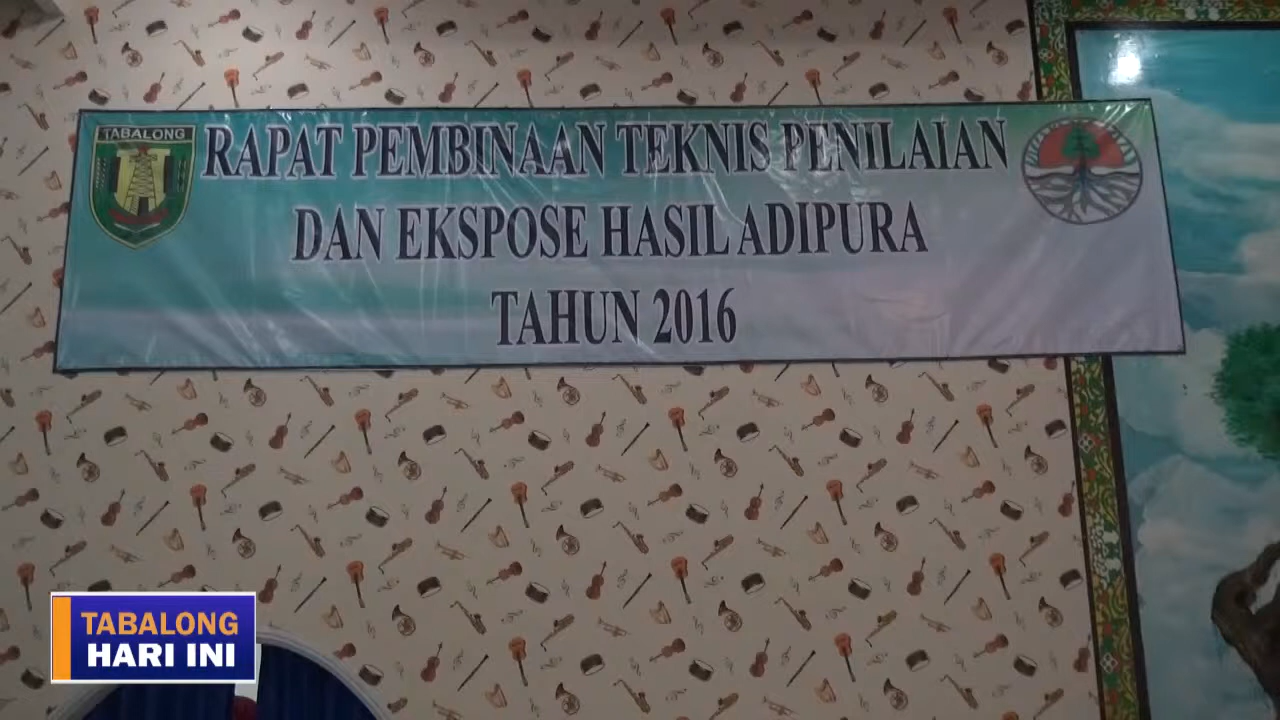 TABALONG
RAPAT PEMBINAAN TEKNIS PENILAIAN
DAN EKSPOSE HASIL ADIPURA
TAHUN 2016
TABALONG
HARI INI